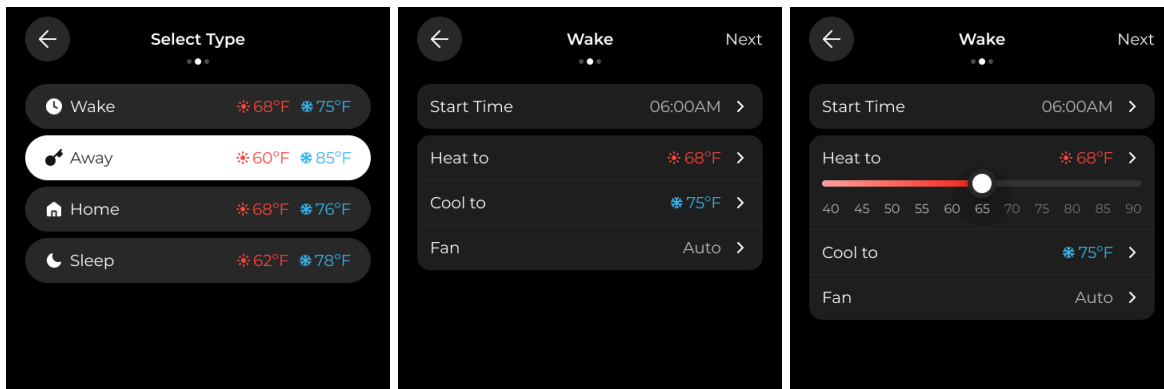 Select Type
Wake 68°F 75°F
Away 60°F 85°F
Home 68°F 76°F
Sleep 62°F 78°F
Wake Next
Start Time 06:00AM
Heat to 68°F
Cool to 75°F
Fan Auto
Wake Next
Start Time 06:00AM
Heat to 68°F
40 45 50 55 60 65 70 75 80 85 90
Cool to 75°F
Fan Auto